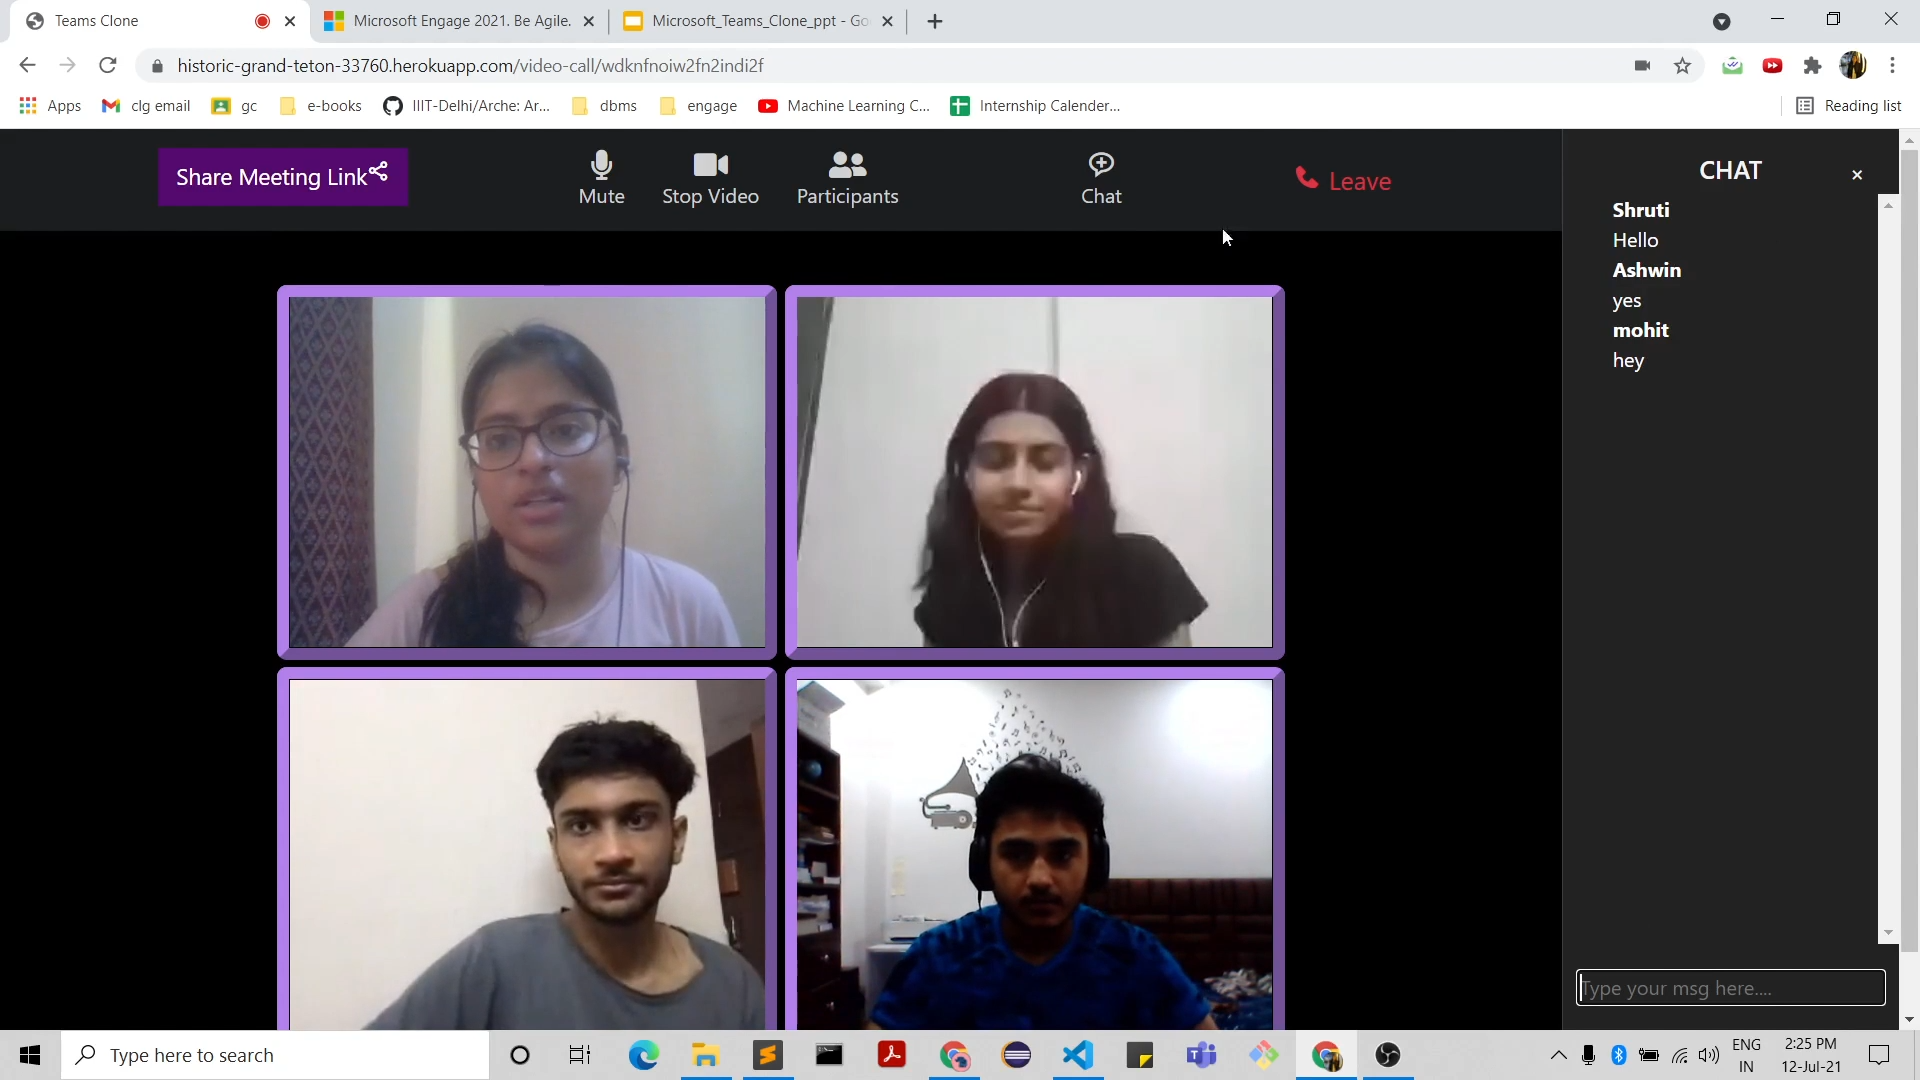 Teams Clone
Microsoft Engage 2021. Be Agile.
Microsoft_Teams_Clone_ppt - Go
historic-grand-teton-33760.herokuapp.com/video-call/wdknfnoiw2fn2indi2f
Apps
clg email
gc
e-books
IIIT-Delhi/Arche: Ar...
dbms
engage
Machine Learning C...
Internship Calender...
Reading list
Share Meeting Link
Mute
Stop Video
Participants
Chat
Leave
CHAT
×
Shruti
Hello
Ashwin
yes
mohit
hey
Type your msg here....
Type here to search
ENG
IN
2:25 PM
12-Jul-21